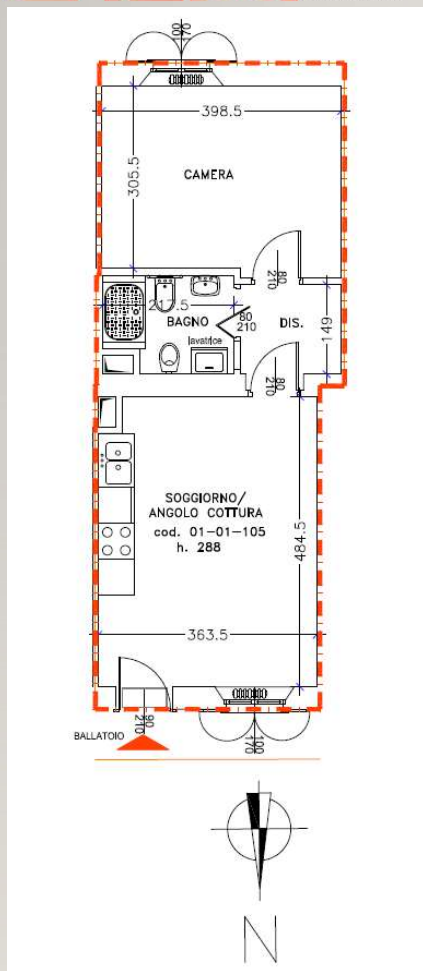 100
170
398.5
305.5
CAMERA
80
210
217.5
BAGNO
80
210
DIS.
149
lavatrice
80
210
SOGGIORNO/
ANGOLO COTTURA
cod. 01-01-105
h. 288
484.5
363.5
90
210
BALLATOIO
100
170
N